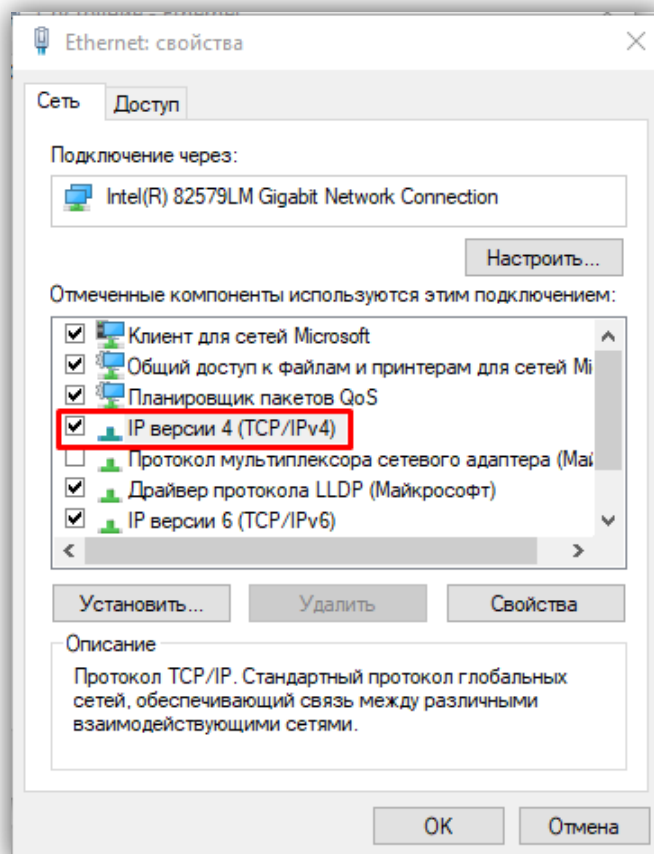 Ethernet: свойства
Сеть
Доступ
Подключение через:
Intel(R) 82579LM Gigabit Network Connection
Настроить...
Отмеченные компоненты используются этим подключением:
Клиент для сетей Microsoft
Общий доступ к файлам и принтерам для сетей Mi
Планировщик пакетов QoS
IP версии 4 (TCP/IPv4)
Протокол мультиплексора сетевого адаптера (Май
Драйвер протокола LLDP (Майкрософт)
IP версии 6 (TCP/IPv6)
Установить...
Удалить
Свойства
Описание
Протокол TCP/IP. Стандартный протокол глобальных
сетей, обеспечивающий связь между различными
взаимодействующими сетями.
OK
Отмена